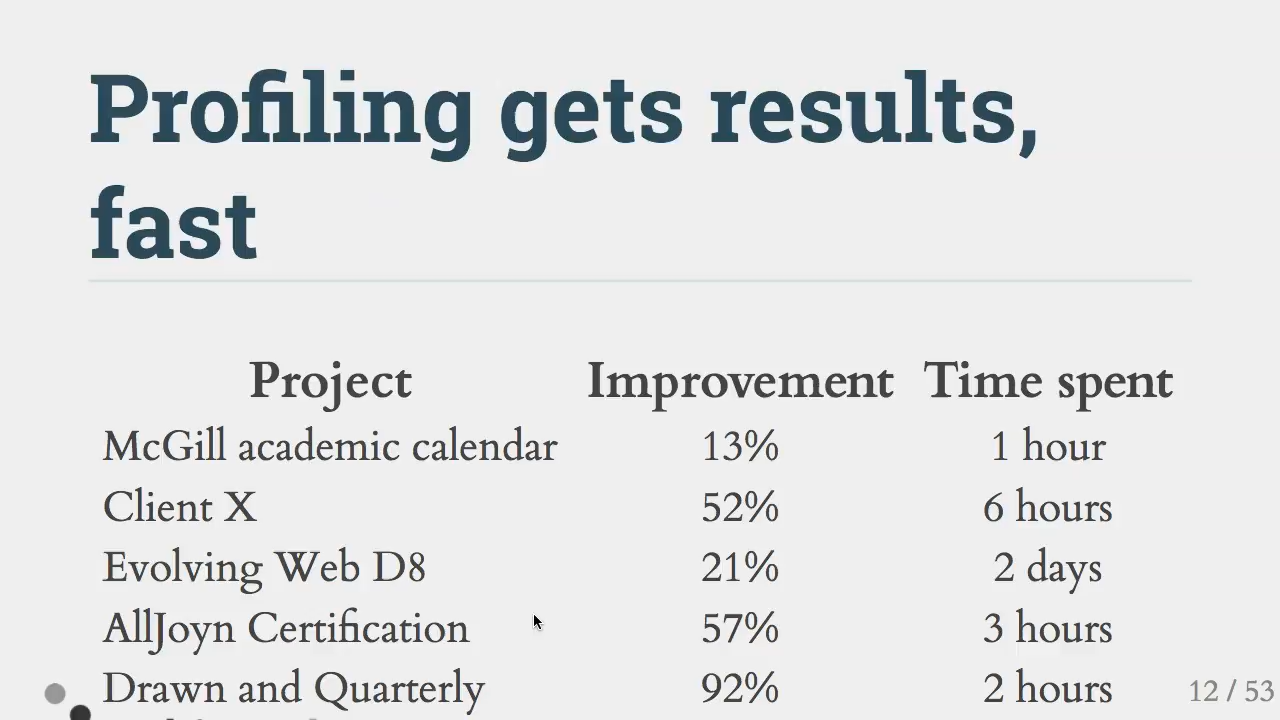 Profiling gets results,
fast
Project Improvement Time spent
McGill academic calendar 13% 1 hour
Client X 52% 6 hours
Evolving Web D8 21% 2 days
AllJoyn Certification 57% 3 hours
Drawn and Quarterly 92% 2 hours
12 / 53